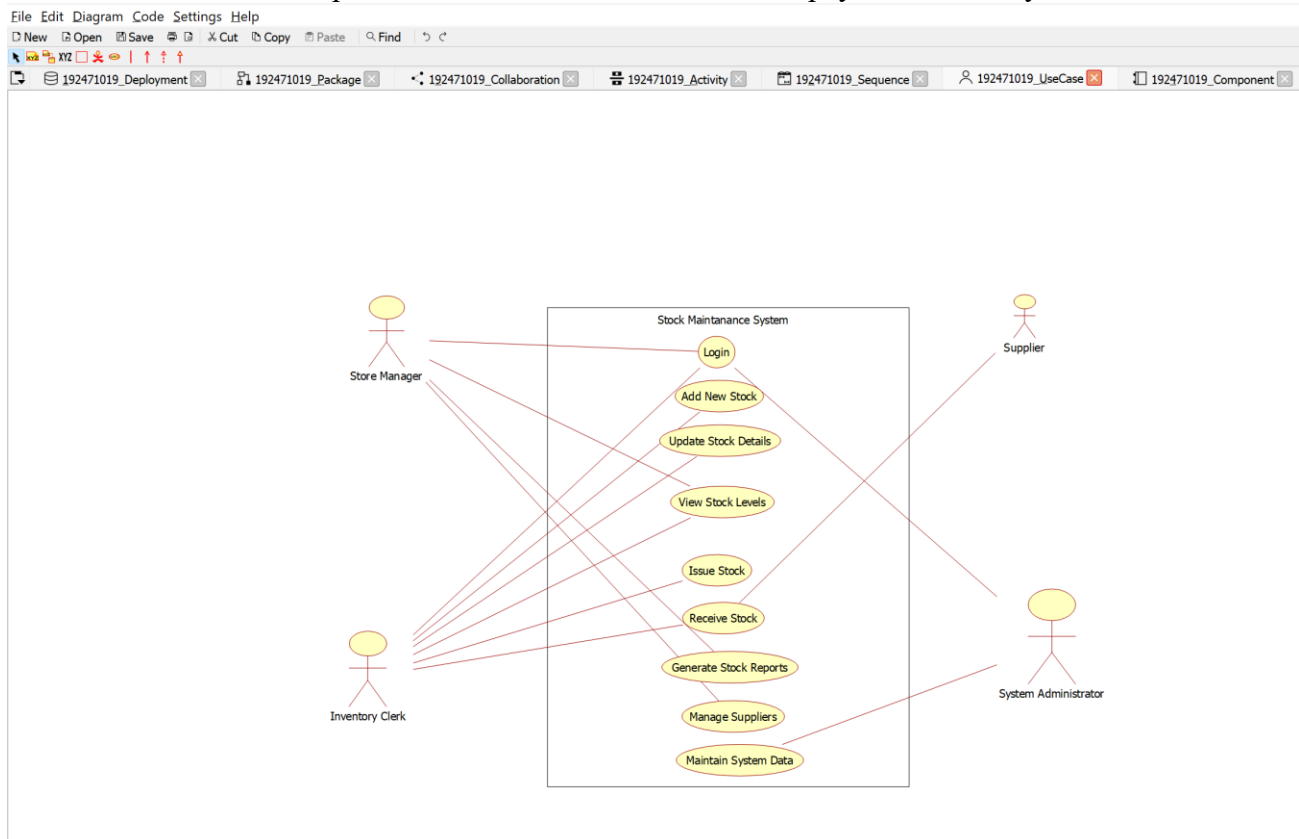 File Edit Diagram Code Settings Help
New Open Save Cut Copy Paste Find
XYZ XYZ
192471019_Deployment 192471019_Package 192471019_Collaboration 192471019_Activity 192471019_Sequence 192471019_UseCase 192471019_Component
Stock Maintanance System
Login
Supplier
Store Manager
Add New Stock
Update Stock Details
View Stock Levels
Issue Stock
Receive Stock
Generate Stock Reports
System Administrator
Inventory Clerk
Manage Suppliers
Maintain System Data